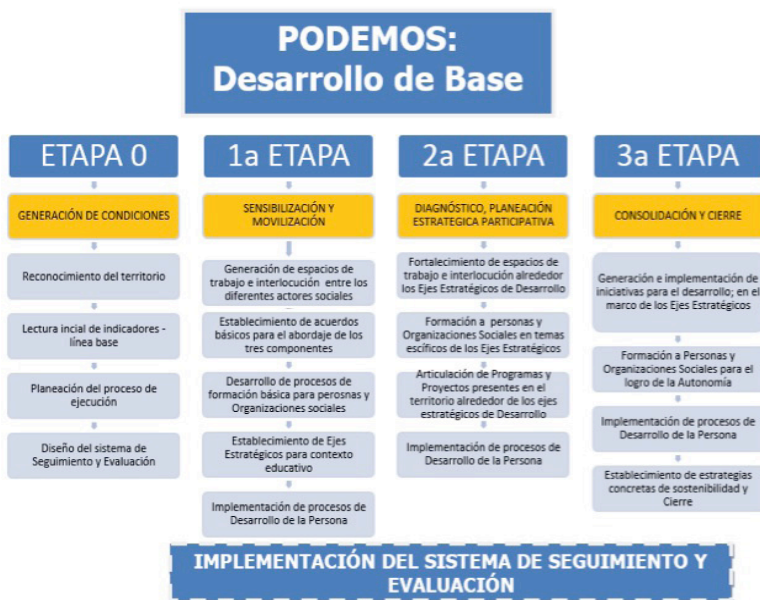 PODEMOS:
Desarrollo de Base
ETAPA 0
GENERACIÓN DE CONDICIONES
Reconocimiento del territorio
Lectura incial de indicadores -
línea base
Planeación del proceso de
ejecución
Diseño del sistema de
Seguimiento y Evaluación
1a ETAPA
SENSIBILIZACIÓN Y
MOVILIZACIÓN
Generación de espacios de
trabajo e interlocución entre los
diferentes actores sociales
Establecimiento de acuerdos
básicos para el abordaje de los
tres componentes
Desarrollo de procesos de
formación básica para perosnas y
Organizaciones sociales
Establecimiento de Ejes
Estratégicos para contexto
educativo
Implementación de procesos de
Desarrollo de la Persona
2a ETAPA
DIAGNÓSTICO, PLANEACIÓN
ESTRATEGICA PARTICIPATIVA
Fortalecimiento de espacios de
trabajo e interlocución alrededor
los Ejes Estratégicos de Desarrollo
Formación a personas y
Organizaciones Sociales en temas
escíficos de los Ejes Estratégicos
Articulación de Programas y
Proyectos presentes en el
territorio alrededor de los ejes
estratégicos de Desarrollo
Implementación de procesos de
Desarrollo de la Persona
3a ETAPA
CONSOLIDACIÓN Y CIERRE
Generación e implementación de
iniciativas para el desarrollo; en el
marco de los Ejes Estratégicos
Formación a Personas y
Organizaciones Sociales para el
logro de la Autonomía
Implementación de procesos de
Desarrollo de la Persona
Establecimiento de estrategias
concretas de sostenibilidad y
Cierre
IMPLEMENTACIÓN DEL SISTEMA DE SEGUIMIENTO Y
EVALUACIÓN